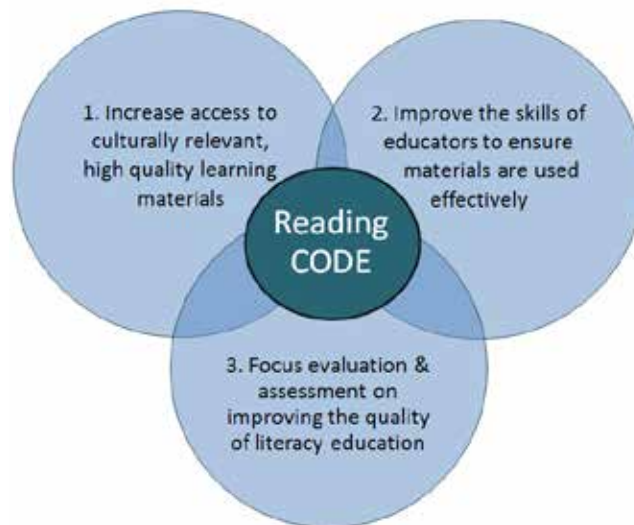 1. Increase access to
culturally relevant,
high quality learning
materials
2. Improve the skills of
educators to ensure
materials are used
effectively
Reading
CODE
3. Focus evaluation &
assessment on
improving the quality
of literacy education